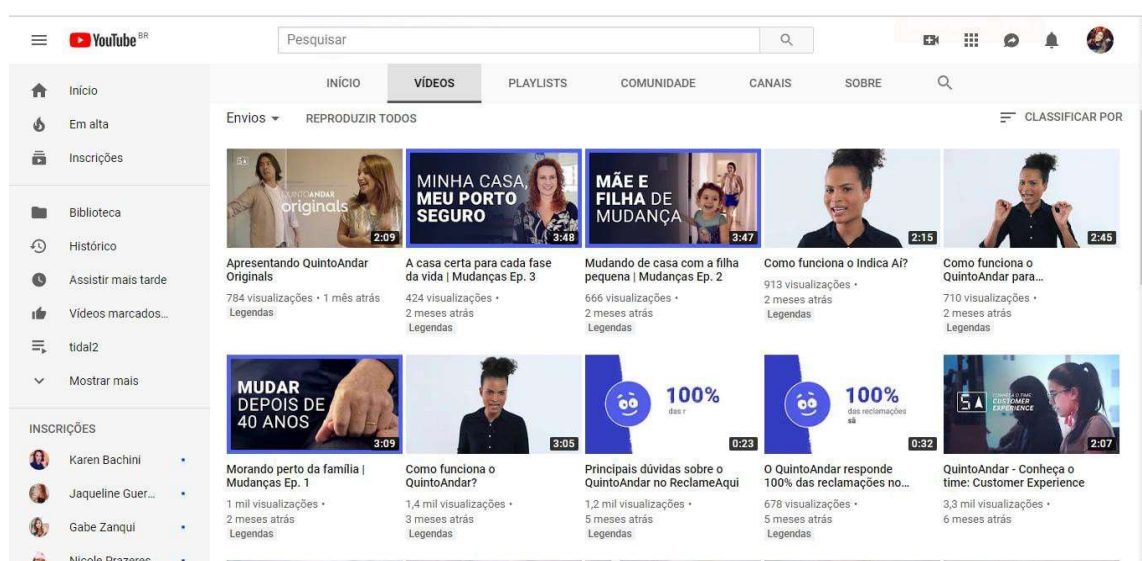 YouTube BR
Pesquisar
Início
Em alta
Inscrições
Biblioteca
Histórico
Assistir mais tarde
Vídeos marcados...
tidal2
Mostrar mais
INSCRIÇÕES
Karen Bachini
Jaqueline Guer...
Gabe Zanqui
Nicole Prazeres
INÍCIO VÍDEOS PLAYLISTS COMUNIDADE CANAIS SOBRE
Envios REPRODUZIR TODOS CLASSIFICAR POR
5A
QUINTOANDAR
originals
2:09
Apresentando QuintoAndar
Originals
784 visualizações • 1 mês atrás
Legendas
MINHA CASA,
MEU PORTO
SEGURO
3:48
A casa certa para cada fase
da vida | Mudanças Ep. 3
424 visualizações •
2 meses atrás
Legendas
MÃE E
FILHA DE
MUDANÇA
3:47
Mudando de casa com a filha
pequena | Mudanças Ep. 2
666 visualizações •
2 meses atrás
Legendas
2:15
Como funciona o Indica Aí?
913 visualizações •
2 meses atrás
Legendas
2:45
Como funciona o
QuintoAndar para...
710 visualizações •
2 meses atrás
Legendas
MUDAR
DEPOIS DE
40 ANOS
3:09
Morando perto da família |
Mudanças Ep. 1
1 mil visualizações •
2 meses atrás
Legendas
3:05
Como funciona o
QuintoAndar?
1,4 mil visualizações •
3 meses atrás
Legendas
100%
das r
0:23
Principais dúvidas sobre o
QuintoAndar no ReclameAqui
1,2 mil visualizações •
5 meses atrás
Legendas
100%
das reclamações
sã
0:32
O QuintoAndar responde
100% das reclamações no...
678 visualizações •
5 meses atrás
Legendas
5A
CONHEÇA O TIME:
CUSTOMER
EXPERIENCE
2:07
QuintoAndar - Conheça o
time: Customer Experience
3,3 mil visualizações •
6 meses atrás